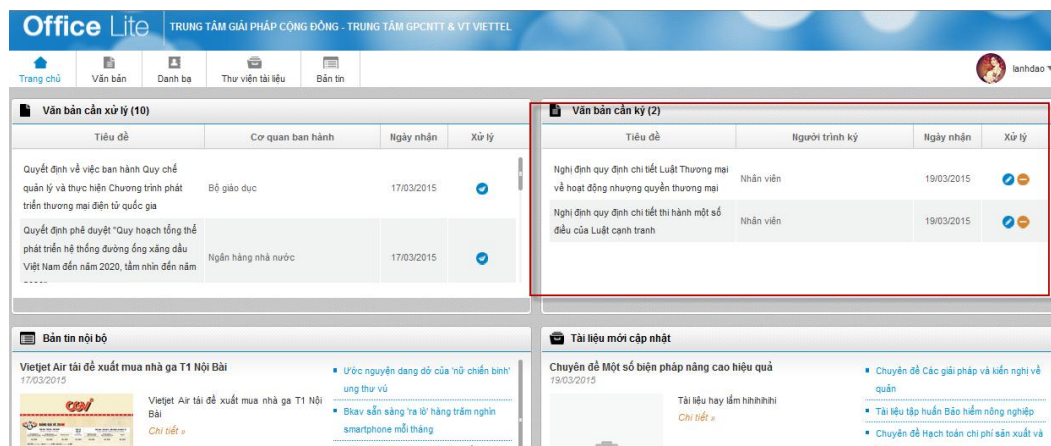 Office Lite
TRUNG TÂM GIẢI PHÁP CỘNG ĐỒNG - TRUNG TÂM GPCNTT & VT VIETTEL
Trang chủ Văn bản Danh bạ Thư viện tài liệu Bản tin
lanhdao
Văn bản cần xử lý (10)
Tiêu đề Cơ quan ban hành Ngày nhận Xử lý
Quyết định về việc ban hành Quy chế
quản lý và thực hiện Chương trình phát
triển thương mại điện tử quốc gia
Bộ giáo dục 17/03/2015
Quyết định phê duyệt "Quy hoạch tổng thể
phát triển hệ thống đường ống xăng dầu
Việt Nam đến năm 2020, tầm nhìn đến năm
Ngân hàng nhà nước 17/03/2015
Văn bản cần ký (2)
Tiêu đề Người trình ký Ngày nhận Xử lý
Nghị định quy định chi tiết Luật Thương mại
về hoạt động nhượng quyền thương mại
Nhân viên 19/03/2015
Nghị định quy định chi tiết thi hành một số
điều của Luật cạnh tranh
Nhân viên 19/03/2015
Bản tin nội bộ
Vietjet Air tái đề xuất mua nhà ga T1 Nội Bài
17/03/2015
CGV
Vietjet Air tái đề xuất mua nhà ga T1 Nội
Bài
Chi tiết »
Ước nguyện dang dở của 'nữ chiến binh'
ung thư vú
Bkav sẵn sàng 'ra lò' hàng trăm nghìn
smartphone mỗi tháng
Tài liệu mới cập nhật
Chuyên đề Một số biện pháp nâng cao hiệu quả
19/03/2015
Tài liệu hay lắm hihihihihi
Chi tiết »
Chuyên đề Các giải pháp và kiến nghị về
quản
Tài liệu tập huấn Bảo hiểm nông nghiệp
Chuyên đề Hạch toán chi phí sản xuất và